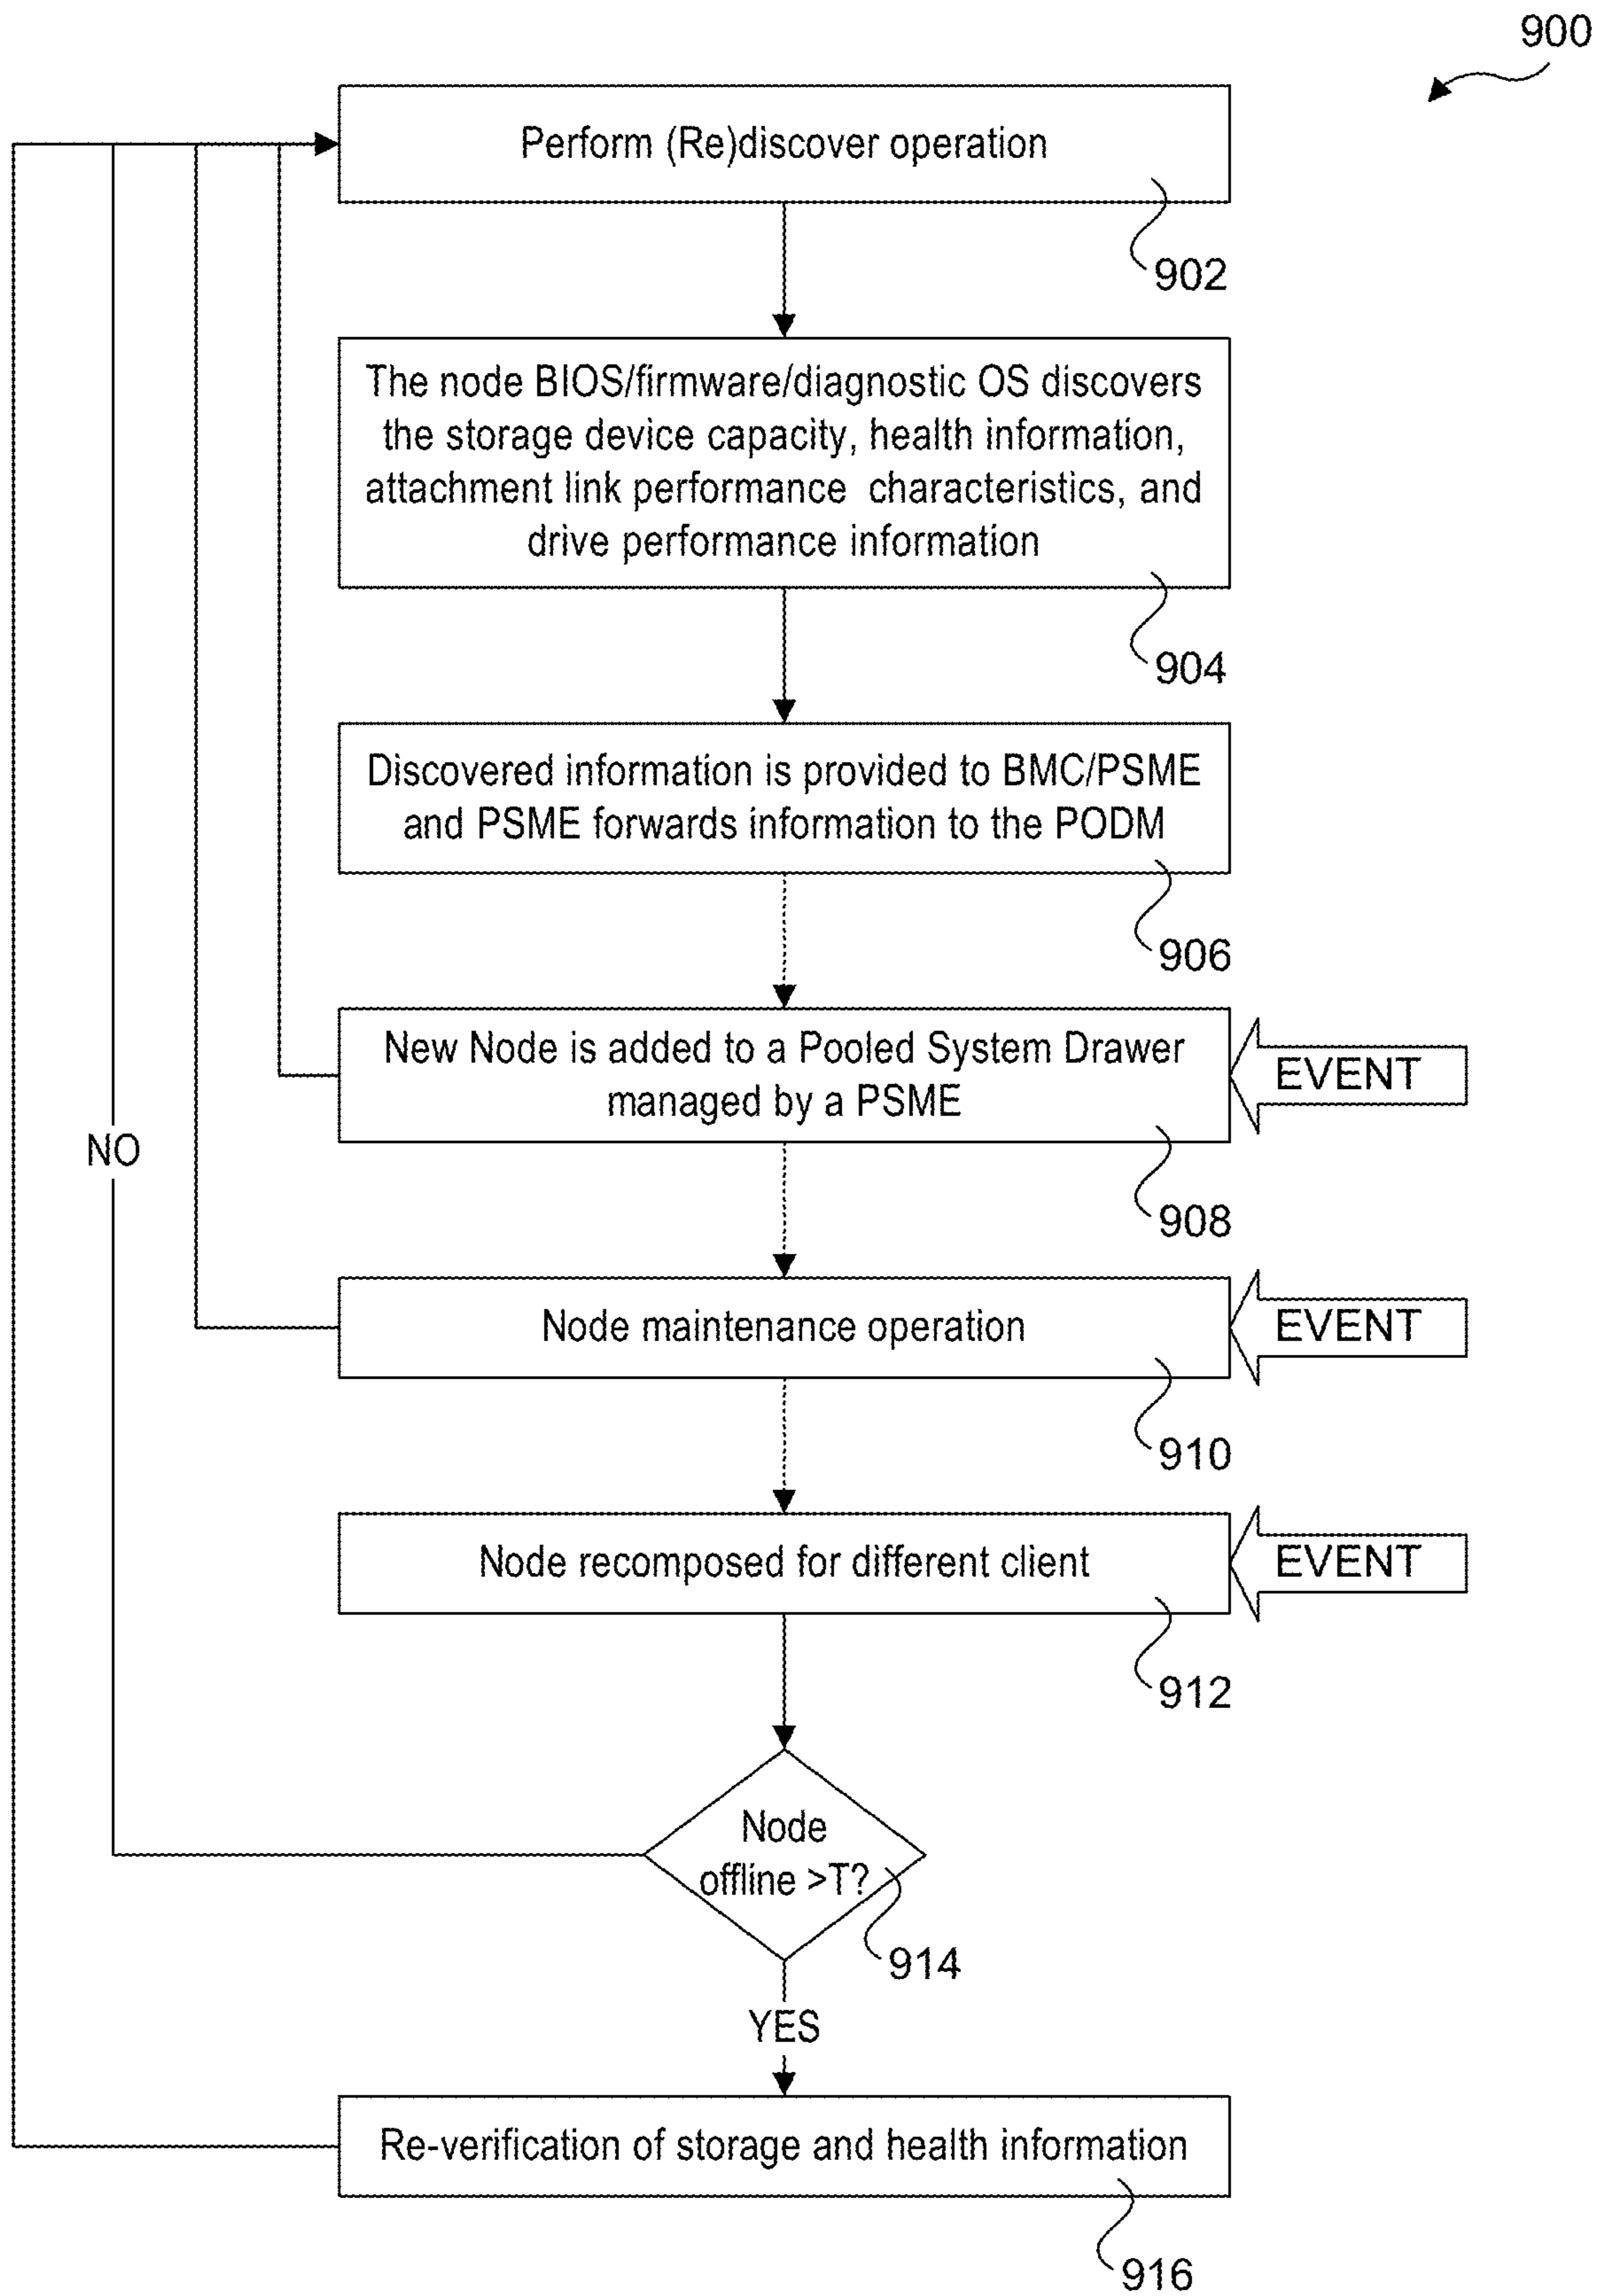 900
Perform (Re)discover operation
902
The node BIOS/firmware/diagnostic OS discovers
the storage device capacity, health information,
attachment link performance characteristics, and
drive performance information
904
Discovered information is provided to BMC/PSME
and PSME forwards information to the PODM
906
New Node is added to a Pooled System Drawer
managed by a PSME
EVENT
NO
908
Node maintenance operation
EVENT
910
Node recomposed for different client
EVENT
912
Node
offline >T?
914
YES
Re-verification of storage and health information
916